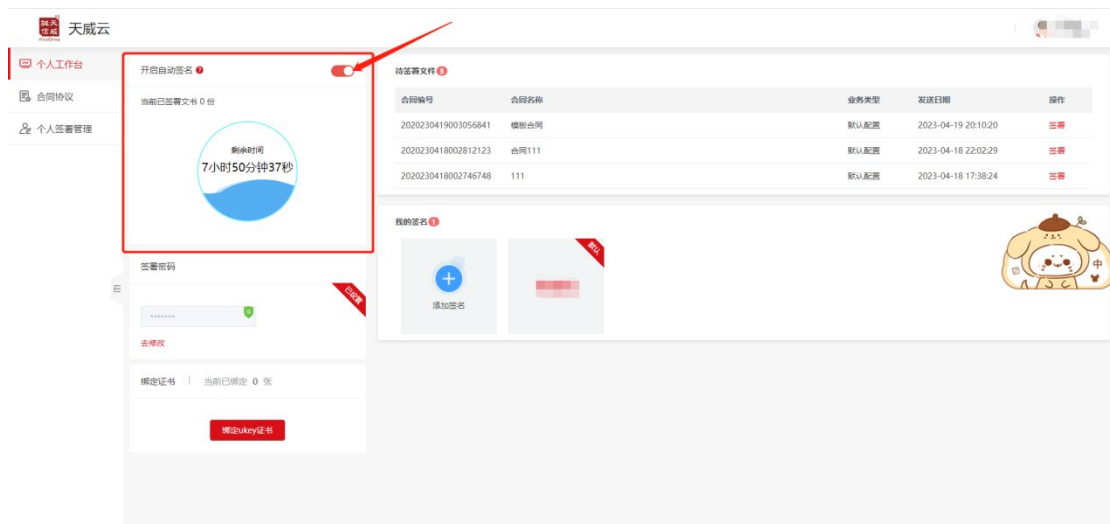 天威云
个人工作台
合同协议
个人签署管理
开启自动签名
当前已签署文书 0 份
剩余时间
7小时50分钟37秒
签署密码
已设置
去修改
绑定证书 | 当前已绑定 0 张
绑定ukey证书
待签署文件 3
合同编号 合同名称 业务类型 发送日期 操作
2020230419003056841 模板合同 默认配置 2023-04-19 20:10:20 签署
2020230418002812123 合同111 默认配置 2023-04-18 22:02:29 签署
2020230418002746748 111 默认配置 2023-04-18 17:38:24 签署
我的签名 1
添加签名
默认
中